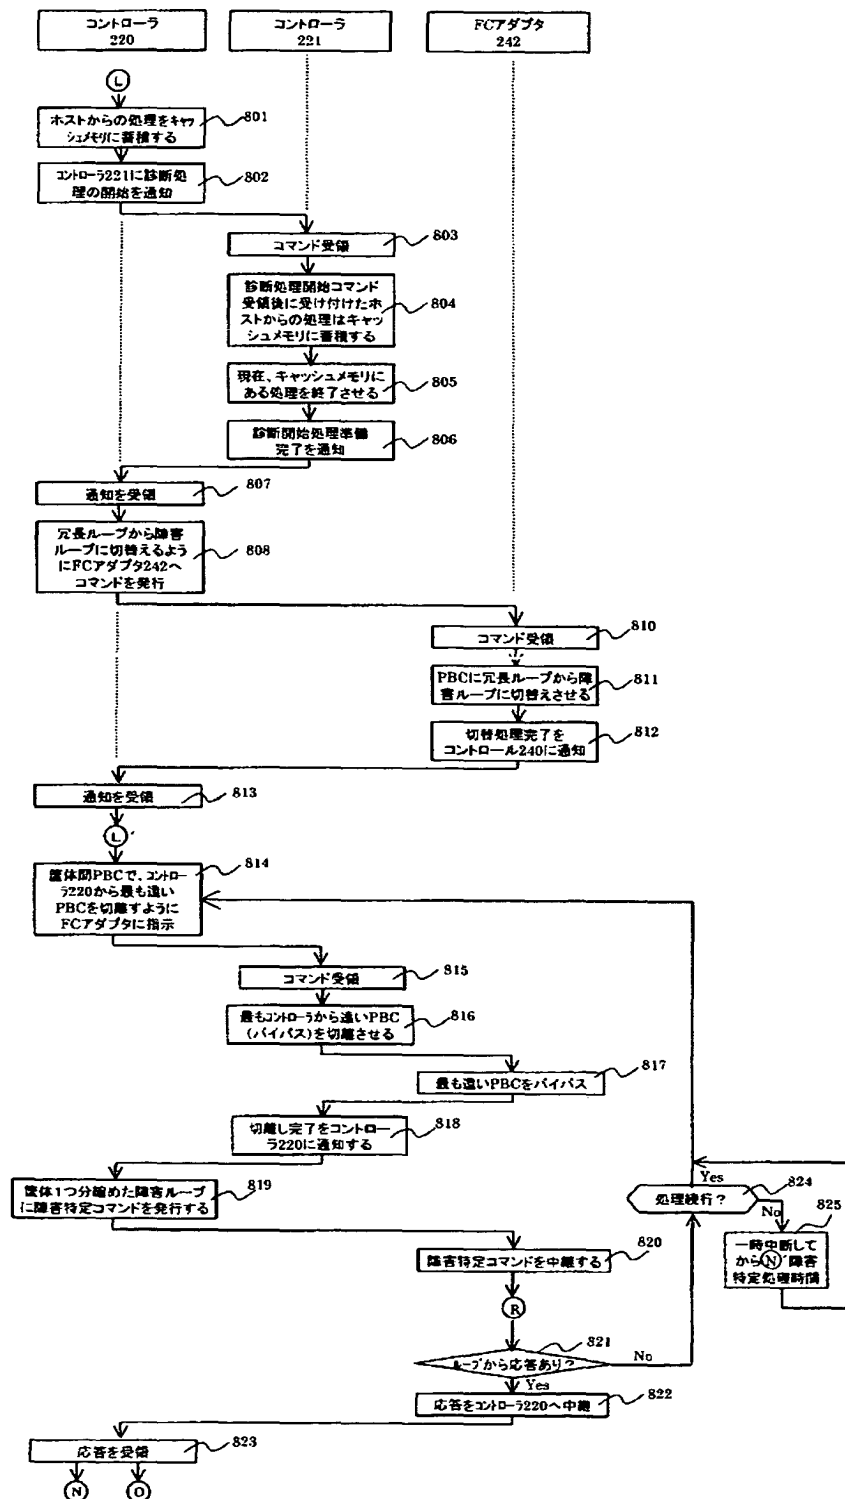 コントローラ
220
コントローラ
221
FCアダプタ
242
L
ホストからの処理をキャッ
シュメモリに蓄積する
801
コントローラ221に診断処
理の開始を通知
802
コマンド受領
803
診断処理開始コマンド
受領後に受け付けたホ
ストからの処理はキャッ
シュメモリに蓄積する
804
現在、キャッシュメモリに
ある処理を終了させる
805
診断開始処理準備
完了を通知
806
通知を受領
807
冗長ループから障害
ループに切替えるよう
にFCアダプタ242へ
コマンドを発行
808
コマンド受領
810
PBCに冗長ループから障
害ループに切替えさせる
811
切替処理完了を
コントロール240に通知
812
通知を受領
813
L´
筐体間PBCで、コントロー
ラ220から最も遠い
PBCを切離すように
FCアダプタに指示
814
コマンド受領
815
最もコントローラから遠いPBC
(バイパス)を切離させる
816
最も遠いPBCをバイパス
817
切離し完了をコントロー
ラ220に通知する
818
筐体1つ分縮めた障害ループ
に障害特定コマンドを発行する
819
Yes
処理続行?
824
No
825
一時中断して
からN´障害
特定処理時間
障害特定コマンドを中継する
820
R
ループから応答あり?
821
No
Yes
応答をコントローラ220へ中継
822
応答を受領
823
N
O